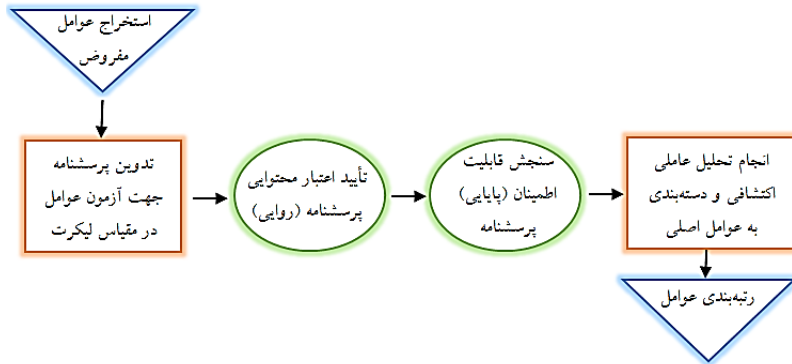 استخراج عوامل
مفروض
تدوین پرسشنامه
جهت آزمون عوامل
در مقیاس لیکرت
تأیید اعتبار محتوایی
پرسشنامه (روایی)
سنجش قابلیت
اطمینان (پایایی)
پرسشنامه
انجام تحلیل عاملی
اکتشافی و دسته‌بندی
به عوامل اصلی
رتبه‌بندی عوامل